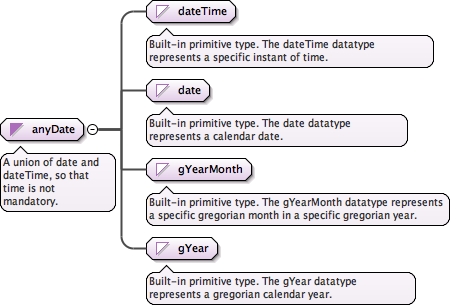 dateTime
Built-in primitive type. The dateTime datatype
represents a specific instant of time.
date
Built-in primitive type. The date datatype
represents a calendar date.
anyDate
A union of date and
dateTime, so that
time is not
mandatory.
gYearMonth
Built-in primitive type. The gYearMonth datatype represents
a specific gregorian month in a specific gregorian year.
gYear
Built-in primitive type. The gYear datatype
represents a gregorian calendar year.